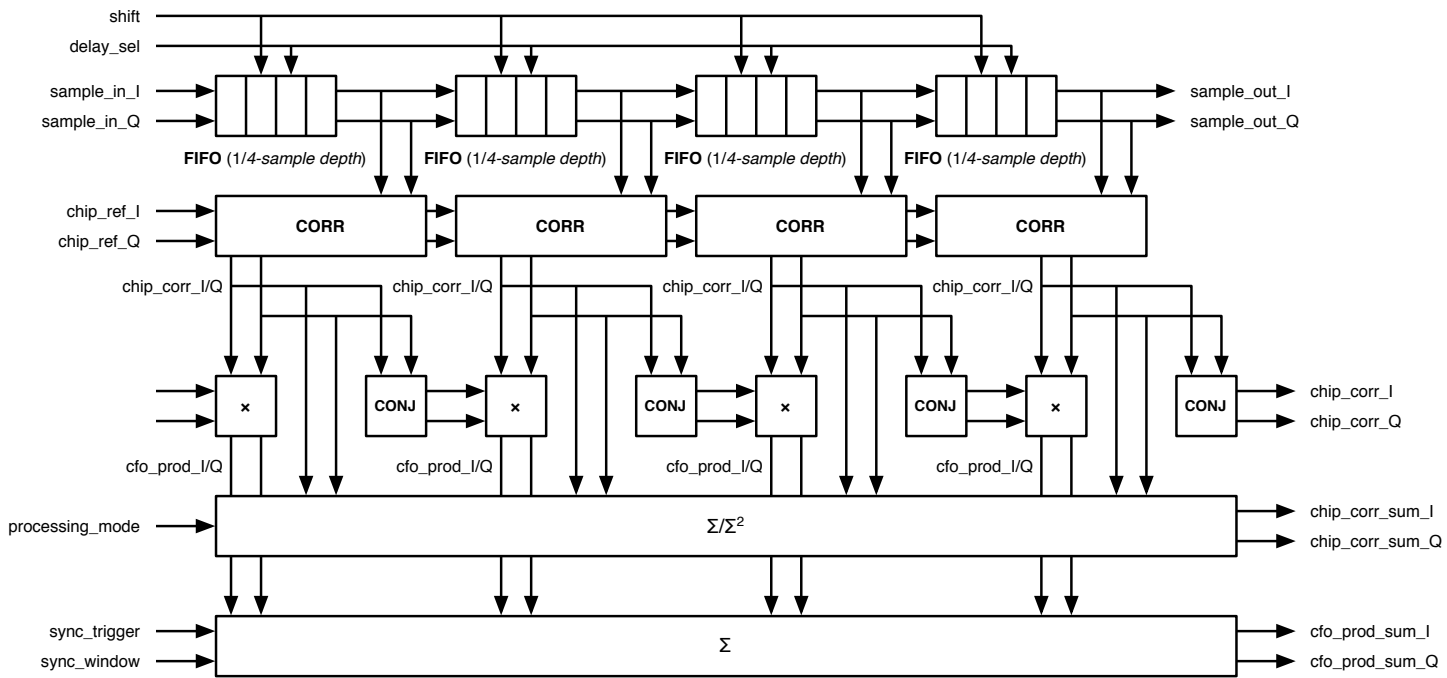 shift
delay_sel
sample_in_I
sample_out_I
sample_in_Q
sample_out_Q
FIFO (1/4-sample depth)
FIFO (1/4-sample depth)
FIFO (1/4-sample depth)
FIFO (1/4-sample depth)
chip_ref_I
chip_ref_Q
CORR
CORR
CORR
CORR
chip_corr_I/Q
chip_corr_I/Q
chip_corr_I/Q
chip_corr_I/Q
×
CONJ
×
CONJ
×
CONJ
×
CONJ
chip_corr_I
chip_corr_Q
cfo_prod_I/Q
cfo_prod_I/Q
cfo_prod_I/Q
cfo_prod_I/Q
processing_mode
Σ/Σ²
chip_corr_sum_I
chip_corr_sum_Q
sync_trigger
sync_window
Σ
cfo_prod_sum_I
cfo_prod_sum_Q